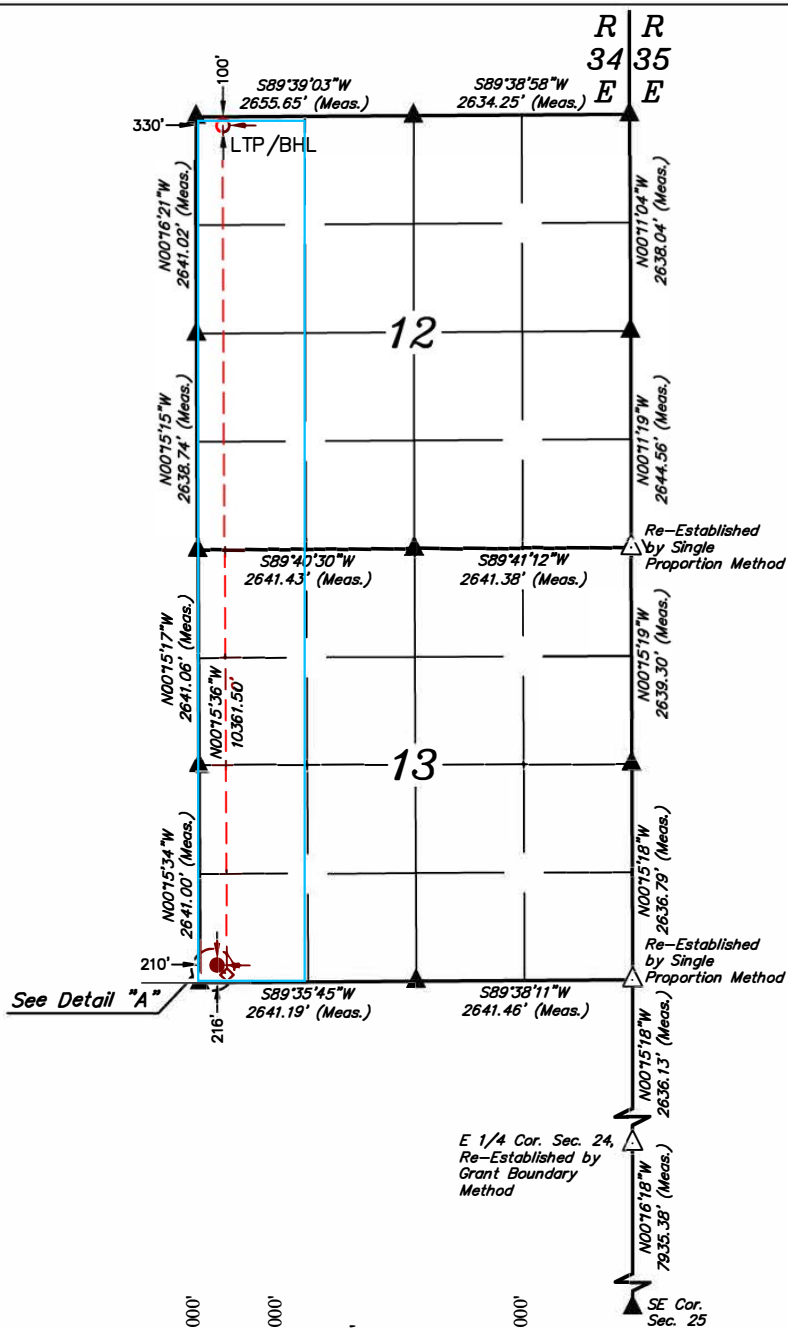 R R
34 35
E E
S89°39'03"W
2655.65' (Meas.)
S89°38'58"W
2634.25' (Meas.)
100'
330'
LTP/BHL
N00°16'21"W
2641.02' (Meas.)
N00°11'04"W
2638.04' (Meas.)
12
N00°15'15"W
2638.74' (Meas.)
N00°11'19"W
2644.56' (Meas.)
Re-Established
by Single
Proportion Method
S89°40'30"W
2641.43' (Meas.)
S89°41'12"W
2641.38' (Meas.)
N00°15'17"W
2641.06' (Meas.)
N00°15'36"W
10361.50'
N00°15'19"W
2639.30' (Meas.)
13
N00°15'34"W
2641.00' (Meas.)
N00°15'18"W
2636.79' (Meas.)
210'
Re-Established
by Single
Proportion Method
See Detail "A"
216'
S89°35'45"W
2641.19' (Meas.)
S89°38'11"W
2641.46' (Meas.)
N00°15'18"W
2636.13' (Meas.)
E 1/4 Cor. Sec. 24,
Re-Established by
Grant Boundary
Method
N00°16'18"W
7935.38' (Meas.)
000'
000'
'
000'
SE Cor.
Sec. 25